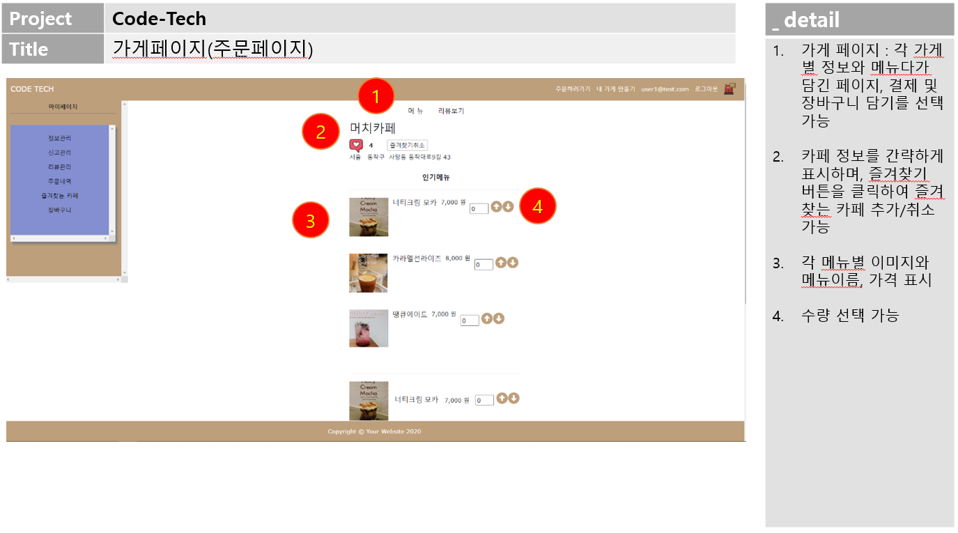 Project
Code-Tech
Title
가게페이지(주문페이지)
_ detail
1. 가게 페이지 : 각 가게
별 정보와 메뉴다가
담긴 페이지, 결제 및
장바구니 담기를 선택
가능
2. 카페 정보를 간략하게
표시하며, 즐겨찾기
버튼을 클릭하여 즐겨
찾는 카페 추가/취소
가능
3. 각 메뉴별 이미지와
메뉴이름, 가격 표시
4. 수량 선택 가능
CODE TECH
주문하러가기 내 가게 만들기 user1@test.com 로그아웃
마이페이지
정보관리
신고관리
리뷰관리
주문내역
즐겨찾는 카페
장바구니
1
메 뉴 리뷰보기
2
머치카페
4 즐겨찾기취소
서울 동작구 사당동 동작대로9길 43
인기메뉴
3
Cream
Mocha
너티크림 모카 7,000 원 0
4
카라멜선라이즈 8,000 원 0
땡큐에이드 7,000 원 0
Cream
Mocha
너티크림 모카 7,000 원 0
Copyright © Your Website 2020